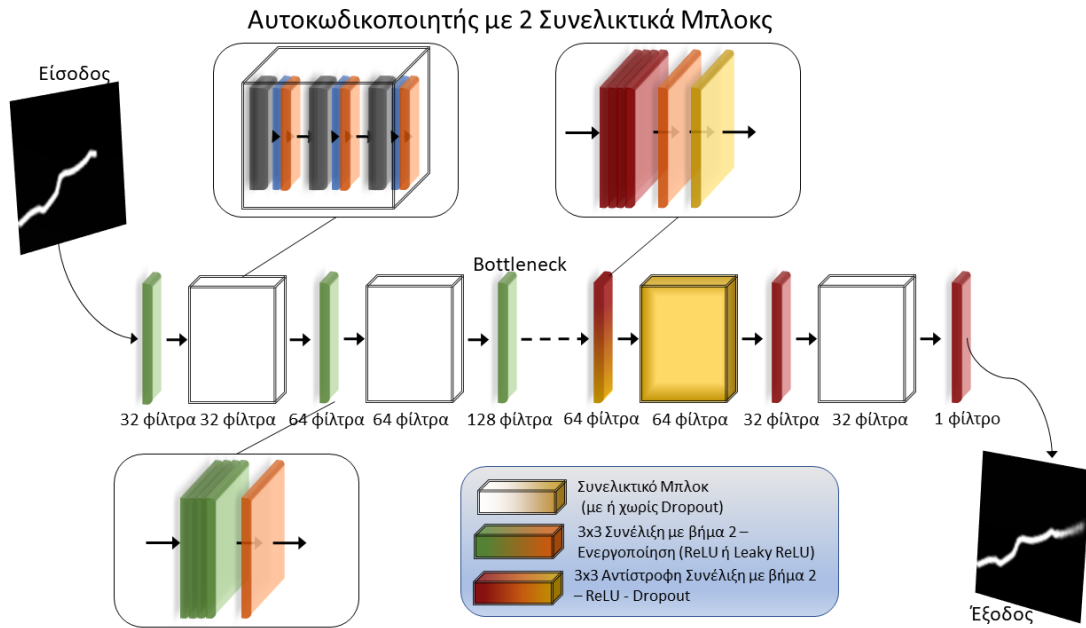 Αυτοκωδικοποιητής με 2 Συνελικτικά Μπλοκς
Είσοδος
Bottleneck
32 φίλτρα
32 φίλτρα
64 φίλτρα
64 φίλτρα
128 φίλτρα
64 φίλτρα
64 φίλτρα
32 φίλτρα
32 φίλτρα
1 φίλτρο
Συνελικτικό Μπλοκ
(με ή χωρίς Dropout)
3x3 Συνέλιξη με βήμα 2 –
Ενεργοποίηση (ReLU ή Leaky ReLU)
3x3 Αντίστροφη Συνέλιξη με βήμα 2
– ReLU - Dropout
Έξοδος